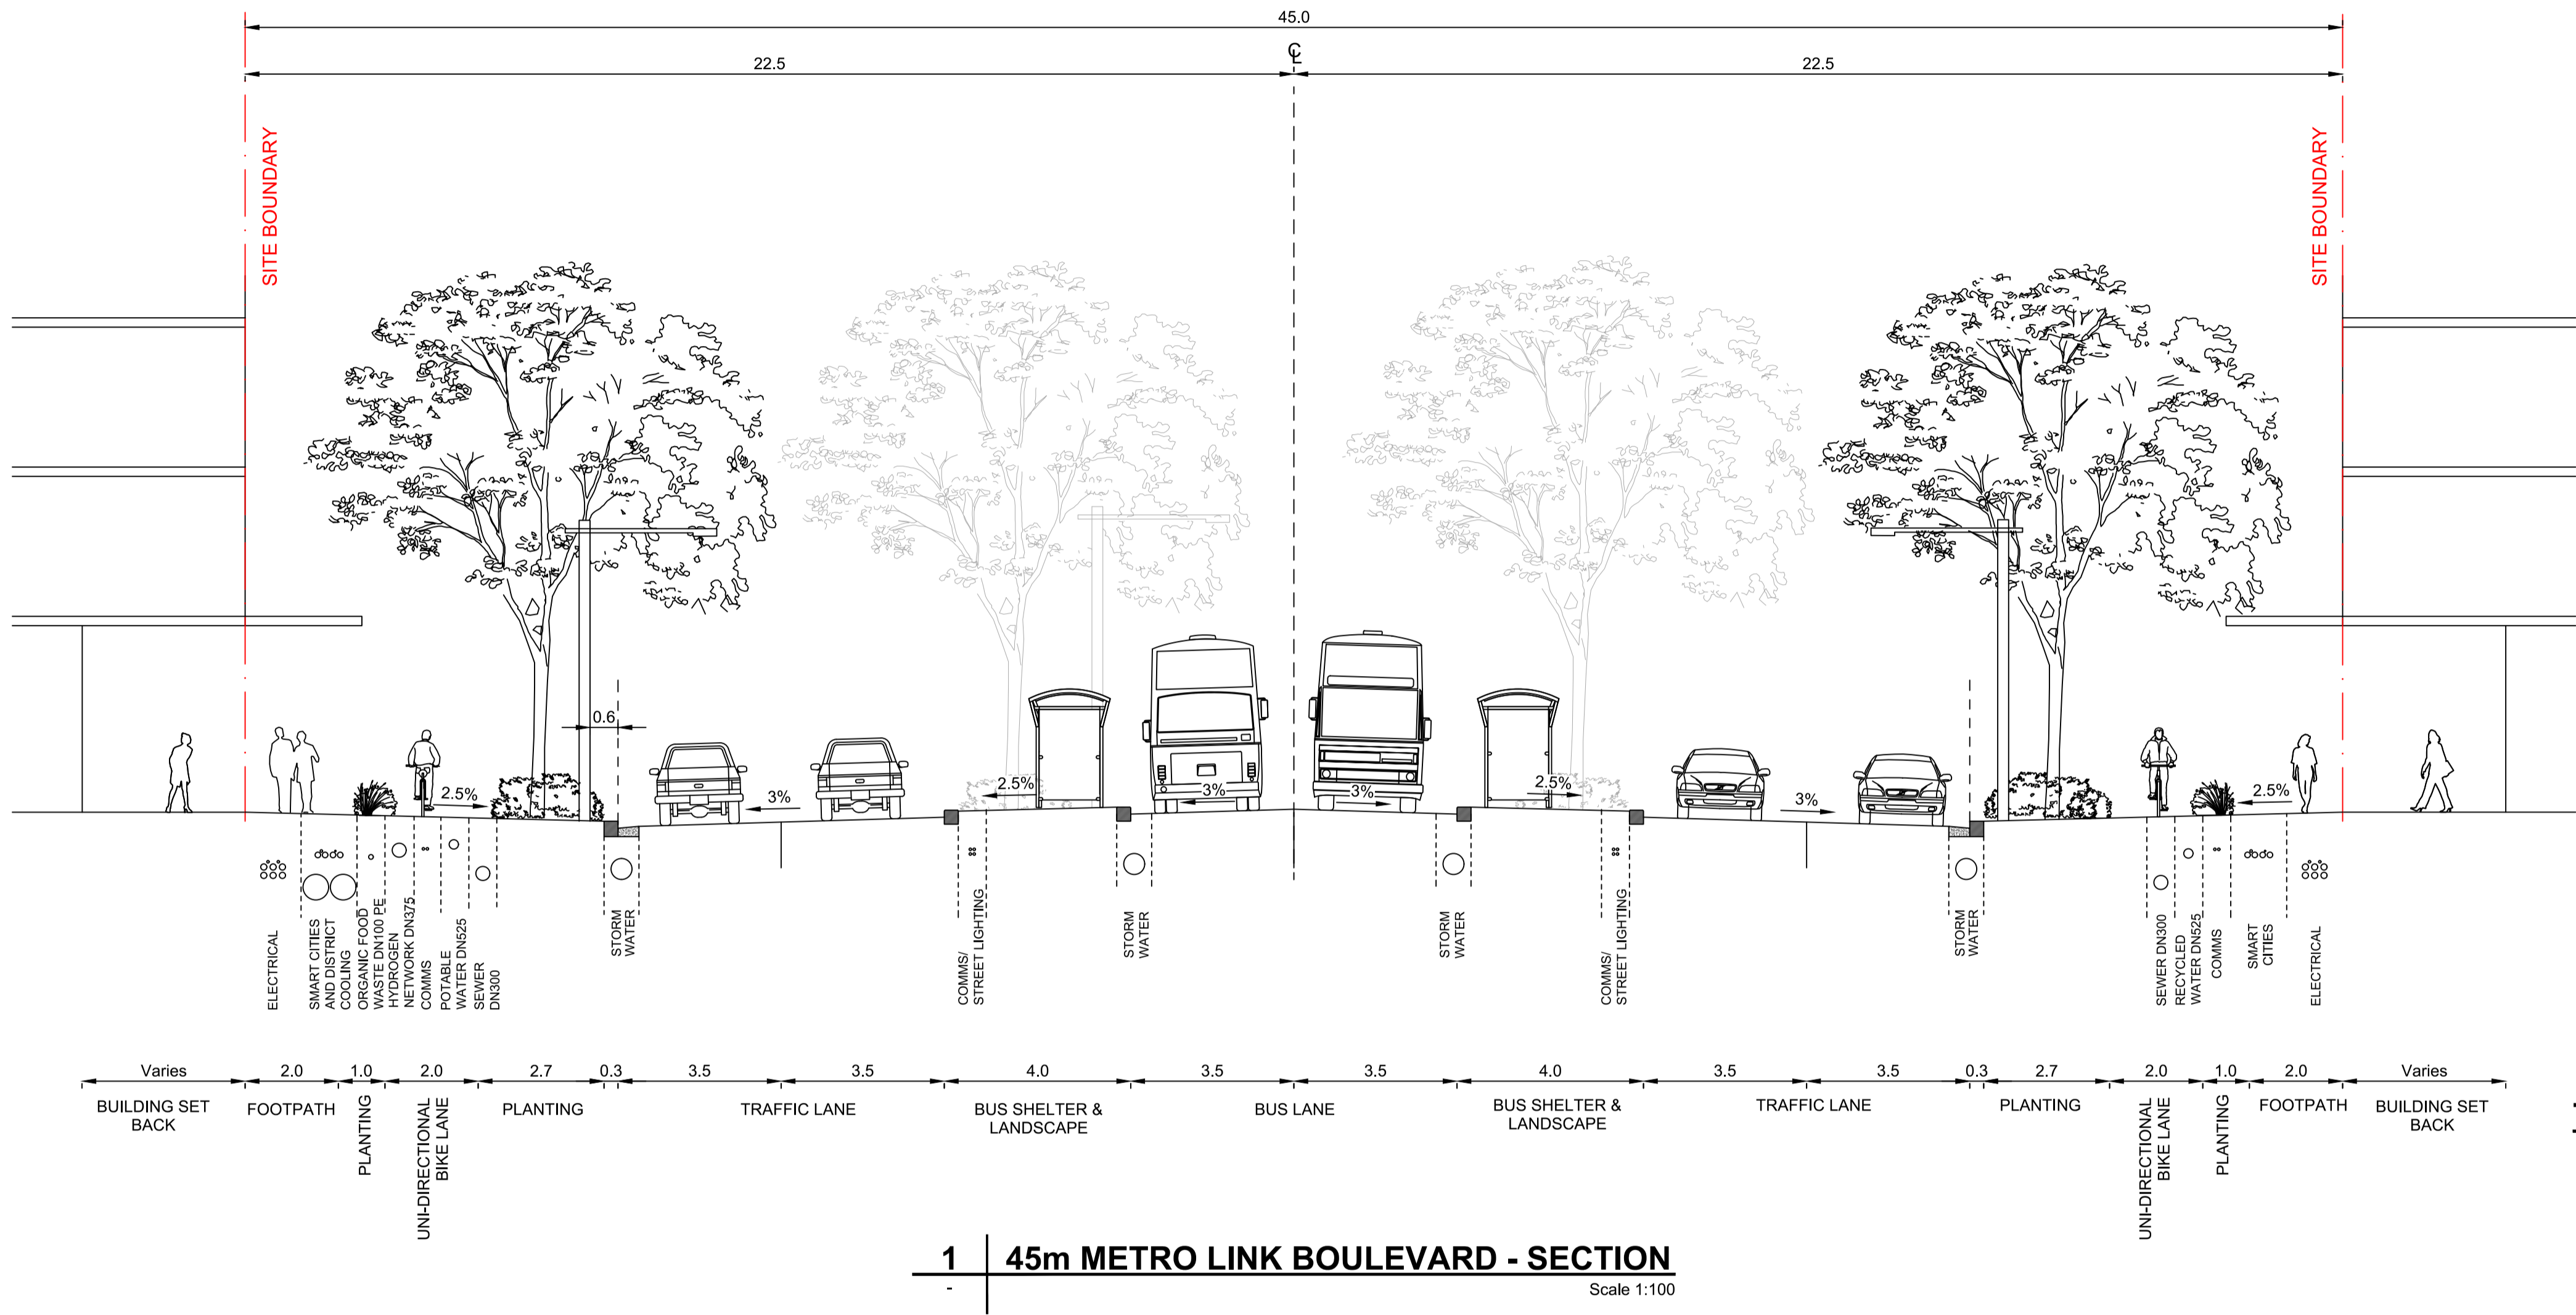 45.0
22.5
℄
22.5
SITE BOUNDARY
SITE BOUNDARY
0.6
2.5%
3%
2.5%
3%
3%
2.5%
3%
2.5%
ELECTRICAL
SMART CITIES
AND DISTRICT
COOLING
ORGANIC FOOD
WASTE DN100 PE
HYDROGEN
NETWORK DN375
COMMS
POTABLE
WATER DN525
SEWER
DN300
STORM
WATER
COMMS/
STREET LIGHTING
STORM
WATER
STORM
WATER
COMMS/
STREET LIGHTING
STORM
WATER
SEWER DN300
RECYCLED
WATER DN525
COMMS
SMART
CITIES
ELECTRICAL
Varies 2.0 1.0 2.0 2.7 0.3 3.5 3.5 4.0 3.5 3.5 4.0 3.5 3.5 0.3 2.7 2.0 1.0 2.0 Varies
BUILDING SET
BACK
FOOTPATH
PLANTING
UNI-DIRECTIONAL
BIKE LANE
PLANTING
TRAFFIC LANE
BUS SHELTER &
LANDSCAPE
BUS LANE
BUS SHELTER &
LANDSCAPE
TRAFFIC LANE
PLANTING
UNI-DIRECTIONAL
BIKE LANE
PLANTING
FOOTPATH
BUILDING SET
BACK
1
-
45m METRO LINK BOULEVARD - SECTION
Scale 1:100